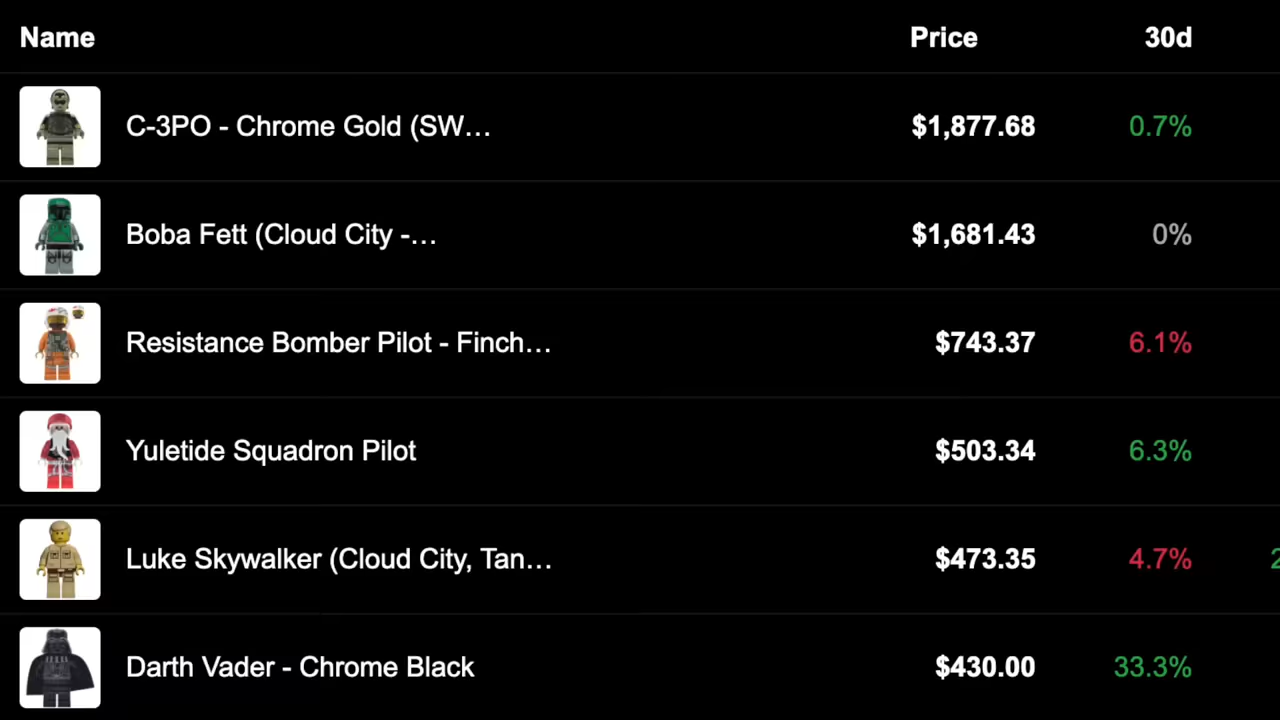 Name Price 30d
C-3PO - Chrome Gold (SW… $1,877.68 0.7%
Boba Fett (Cloud City -… $1,681.43 0%
Resistance Bomber Pilot - Finch… $743.37 6.1%
Yuletide Squadron Pilot $503.34 6.3%
Luke Skywalker (Cloud City, Tan… $473.35 4.7%
Darth Vader - Chrome Black $430.00 33.3%